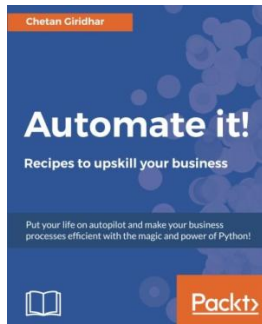 Chetan Giridhar
Automate it!
Recipes to upskill your business
Put your life on autopilot and make your business
processes efficient with the magic and power of Python!
Packt>